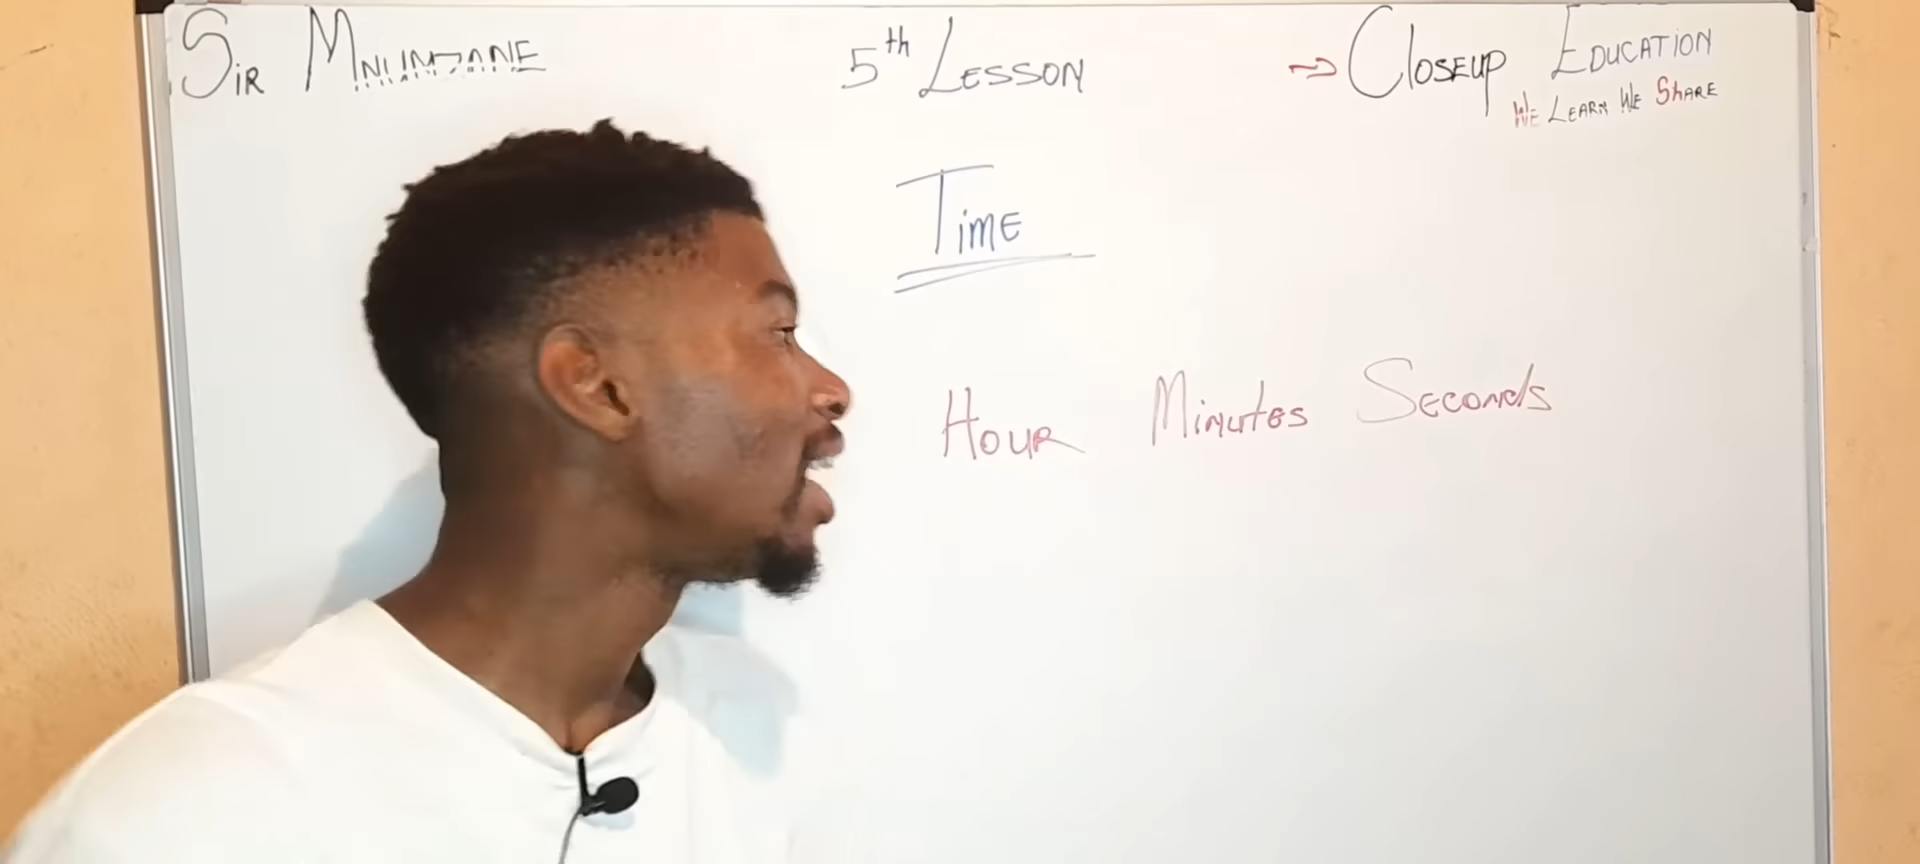 Sir
5th Lesson
→ Closeup Education
We Learn We Share
Time
Hour Minutes Seconds